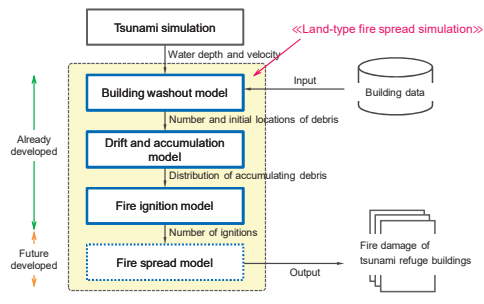 Tsunami simulation
≪Land-type fire spread simulation≫
Water depth and velocity
Building washout model
Input
Building data
Number and initial locations of debris
Already
developed
Drift and accumulation
model
Distribution of accumulating debris
Fire ignition model
Number of ignitions
Future
developed
Fire spread model
Output
Fire damage of
tsunami refuge buildings